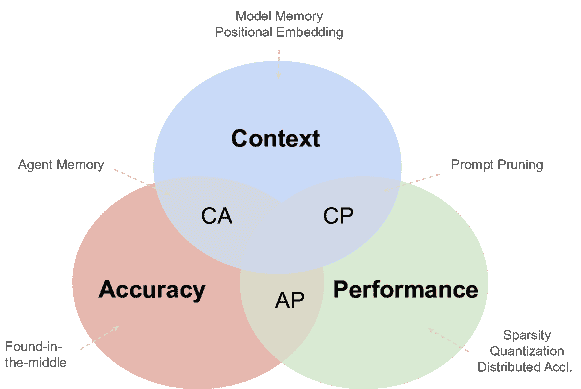 Model Memory
Positional Embedding
Context
Agent Memory
Prompt Pruning
CA
CP
Accuracy
AP
Performance
Found-in-
the-middle
Sparsity
Quantization
Distributed Accl.